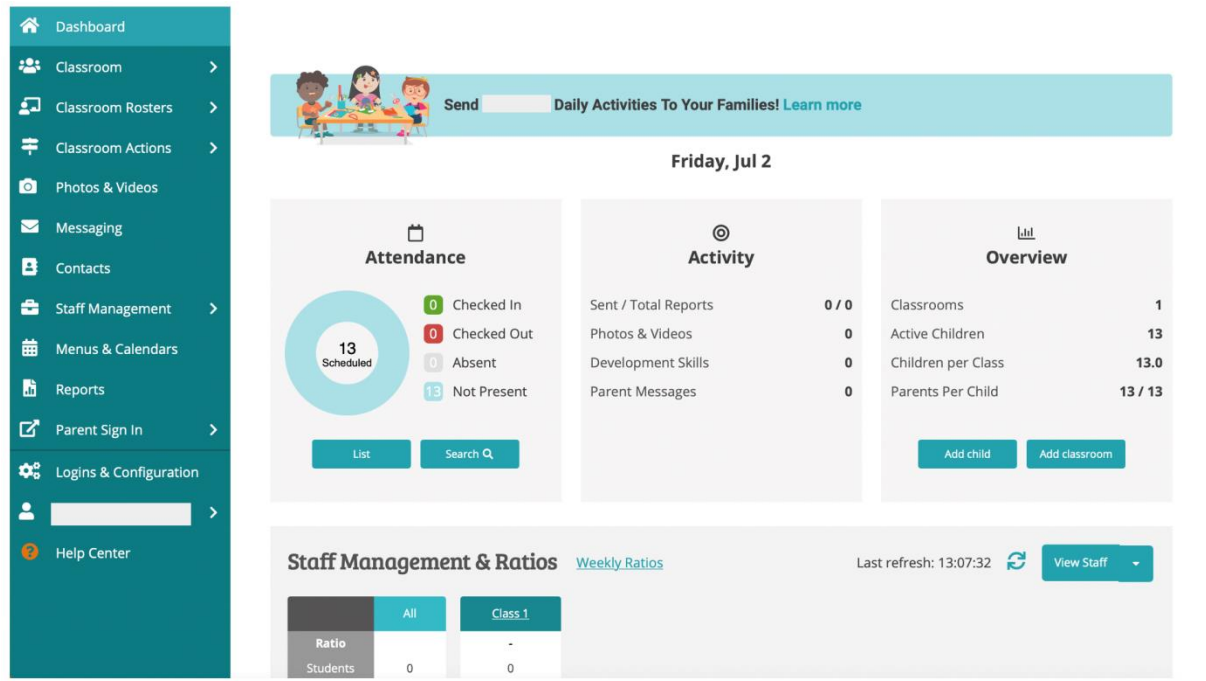 Dashboard
Classroom
Classroom Rosters
Classroom Actions
Photos & Videos
Messaging
Contacts
Staff Management
Menus & Calendars
Reports
Parent Sign In
Logins & Configuration
Help Center
Send Daily Activities To Your Families! Learn more
Friday, Jul 2
Attendance
13
Scheduled
0 Checked In
0 Checked Out
0 Absent
13 Not Present
List Search
Activity
Sent / Total Reports 0 / 0
Photos & Videos 0
Development Skills 0
Parent Messages 0
Overview
Classrooms 1
Active Children 13
Children per Class 13.0
Parents Per Child 13 / 13
Add child Add classroom
Staff Management & Ratios Weekly Ratios Last refresh: 13:07:32 View Staff
All Class 1
Ratio -
Students 0 0